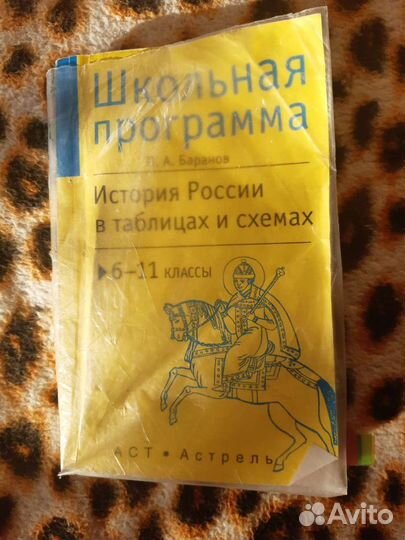 Школьная
программа
П. А. Баранов
История России
в таблицах и схемах
6–11 классы
АСТ • Астрель
Avito